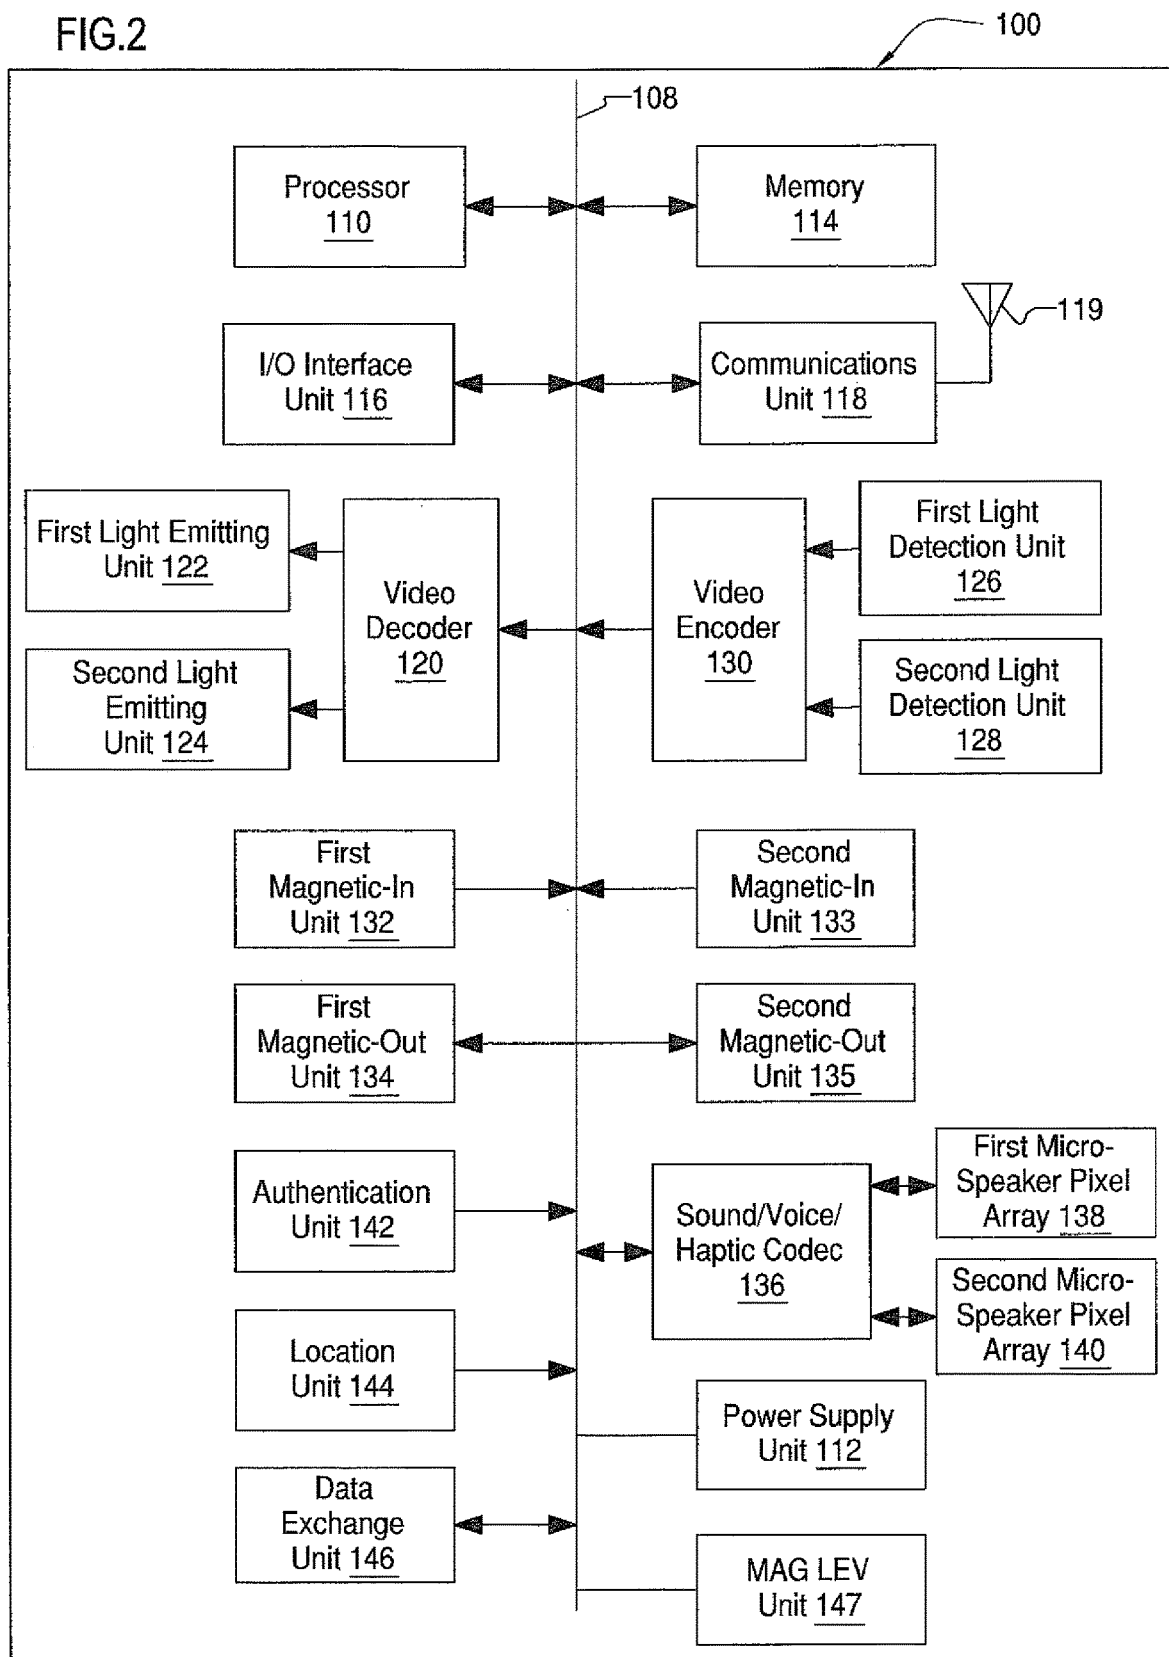 FIG.2
100
108
Processor
110
Memory
114
119
I/O Interface
Unit 116
Communications
Unit 118
First Light Emitting
Unit 122
Second Light
Emitting
Unit 124
Video
Decoder
120
Video
Encoder
130
First Light
Detection Unit
126
Second Light
Detection Unit
128
First
Magnetic-In
Unit 132
Second
Magnetic-In
Unit 133
First
Magnetic-Out
Unit 134
Second
Magnetic-Out
Unit 135
Authentication
Unit 142
Sound/Voice/
Haptic Codec
136
First Micro-
Speaker Pixel
Array 138
Second Micro-
Speaker Pixel
Array 140
Location
Unit 144
Power Supply
Unit 112
Data
Exchange
Unit 146
MAG LEV
Unit 147